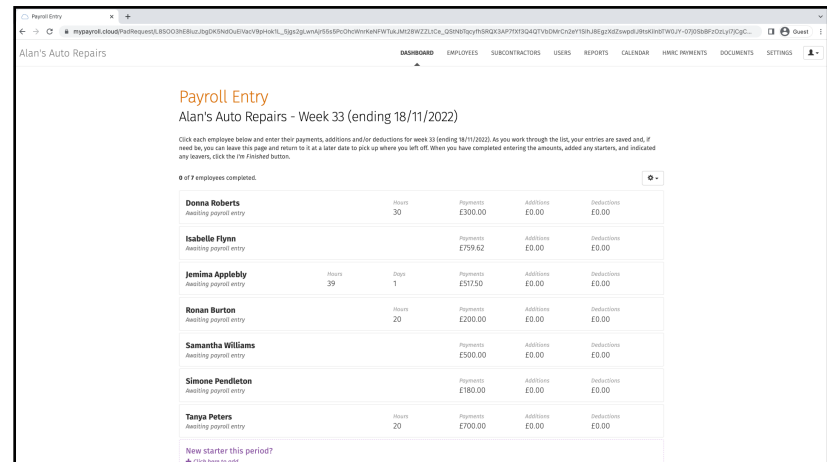 Payroll Entry
mypayroll.cloud
Guest
Alan's Auto Repairs
DASHBOARD EMPLOYEES SUBCONTRACTORS USERS REPORTS CALENDAR HMRC PAYMENTS DOCUMENTS SETTINGS
Payroll Entry
Alan's Auto Repairs - Week 33 (ending 18/11/2022)
Click each employee below and enter their payments, additions and/or deductions for week 33 (ending 18/11/2022). As you work through the list, your entries are saved and, if
need be, you can leave this page and return to it at a later date to pick up where you left off. When you have completed entering the amounts, added any starters, and indicated
any leavers, click the I'm Finished button.
0 of 7 employees completed.
Donna Roberts Hours Payments Additions Deductions
Awaiting payroll entry 30 £300.00 £0.00 £0.00
Isabelle Flynn Payments Additions Deductions
Awaiting payroll entry £759.62 £0.00 £0.00
Jemima Applebly Hours Days Payments Additions Deductions
Awaiting payroll entry 39 1 £517.50 £0.00 £0.00
Ronan Burton Hours Payments Additions Deductions
Awaiting payroll entry 20 £200.00 £0.00 £0.00
Samantha Williams Payments Additions Deductions
Awaiting payroll entry £500.00 £0.00 £0.00
Simone Pendleton Payments Additions Deductions
Awaiting payroll entry £180.00 £0.00 £0.00
Tanya Peters Hours Payments Additions Deductions
Awaiting payroll entry 20 £700.00 £0.00 £0.00
New starter this period?
Click here to add